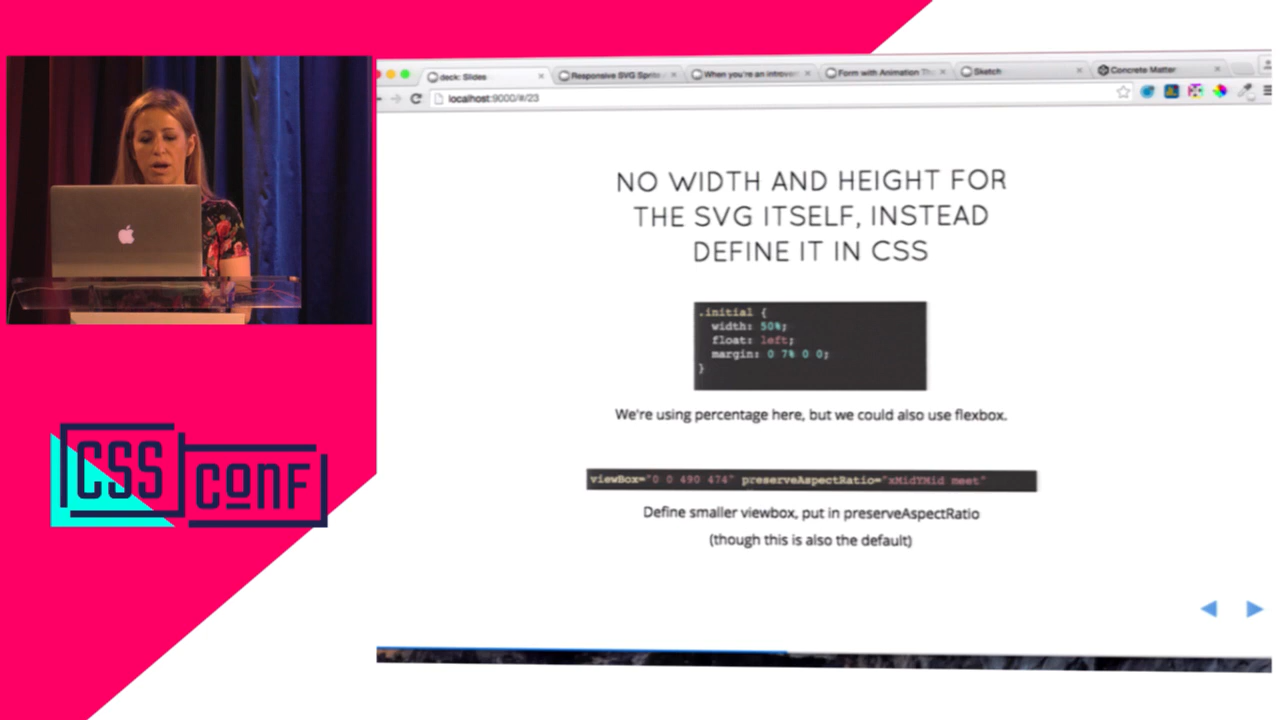 deck: Slides
Responsive SVG Sprite
When you're an introvert
Form with Animation
Sketch
Concrete Matter
localhost:9000/#/23
NO WIDTH AND HEIGHT FOR
THE SVG ITSELF, INSTEAD
DEFINE IT IN CSS
.initial {
width: 50%;
float: left;
margin: 0 7% 0 0;
}
We're using percentage here, but we could also use flexbox.
viewBox="0 0 490 474" preserveAspectRatio="xMidYMid meet"
Define smaller viewbox, put in preserveAspectRatio
(though this is also the default)
CSS
CONF